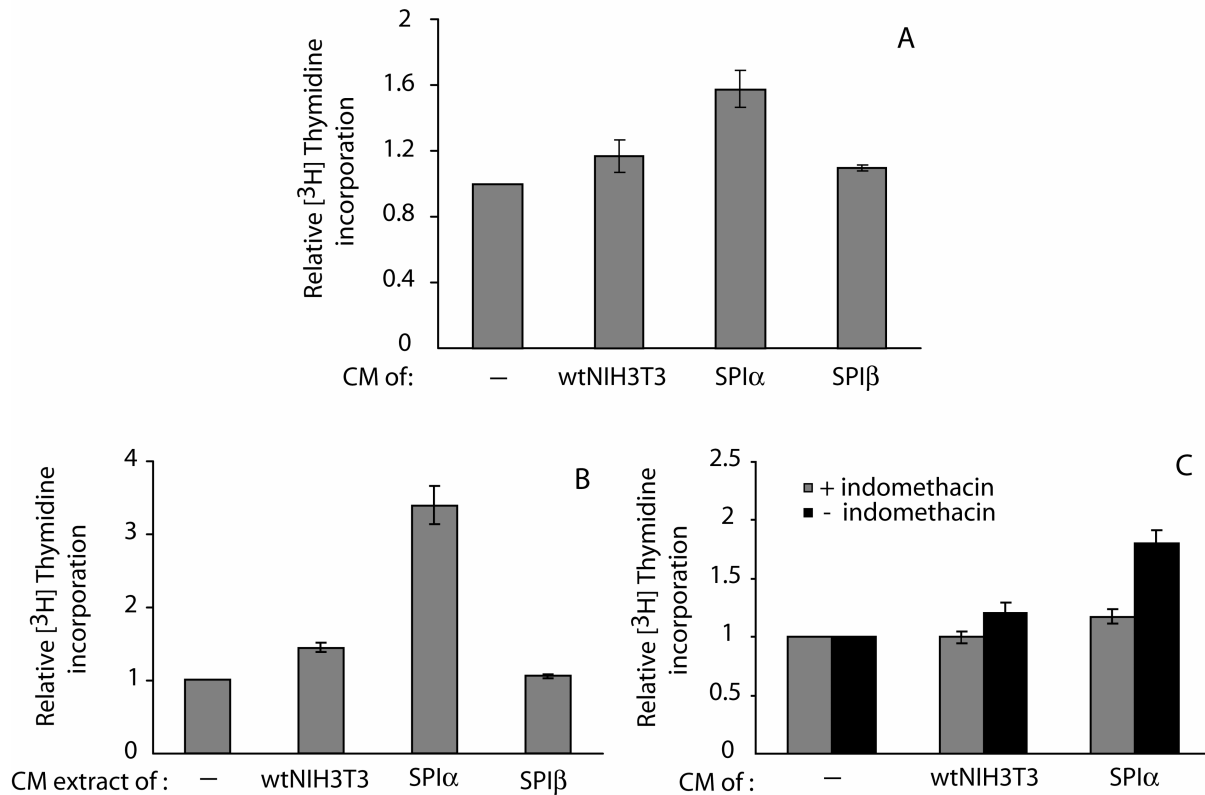 A
Relative [³H] Thymidine
incorporation
2
1.6
1.2
0.8
0.4
0
CM of: – wtNIH3T3 SPIα SPIβ
B
Relative [³H] Thymidine
incorporation
4
3
2
1
0
CM extract of : – wtNIH3T3 SPIα SPIβ
C
Relative [³H] Thymidine
incorporation
2.5
2
1.5
1
0.5
0
+ indomethacin
- indomethacin
CM of: – wtNIH3T3 SPIα